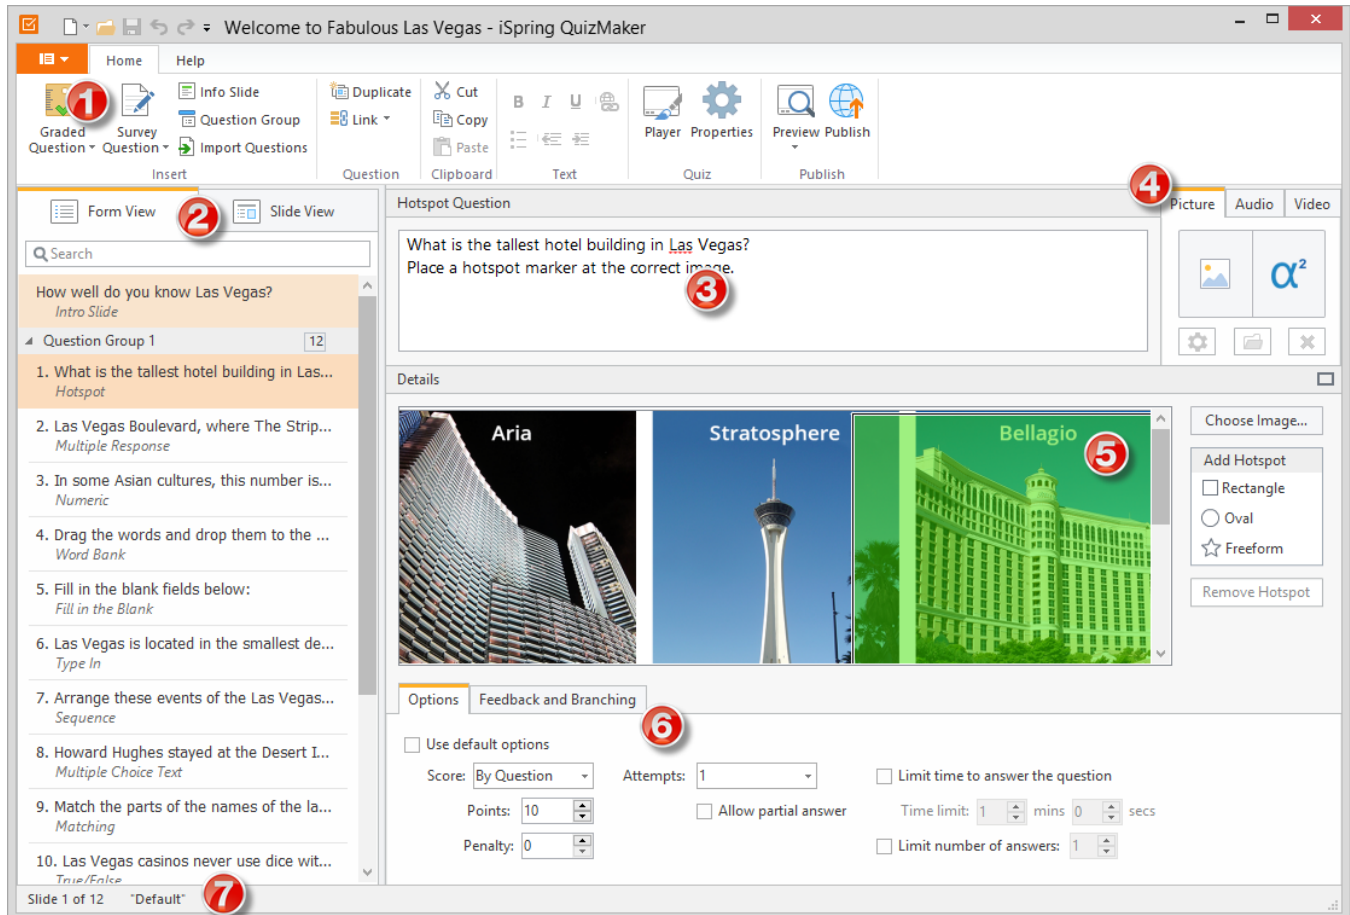 Welcome to Fabulous Las Vegas - iSpring QuizMaker
Home Help
1
Graded Question
Survey Question
Info Slide
Question Group
Import Questions
Insert
Duplicate
Link
Question
Cut
Copy
Paste
Clipboard
B I U
Text
Player Properties
Quiz
Preview Publish
Publish
Form View 2 Slide View
Search
How well do you know Las Vegas?
Intro Slide
Question Group 1 12
1. What is the tallest hotel building in Las...
Hotspot
2. Las Vegas Boulevard, where The Strip...
Multiple Response
3. In some Asian cultures, this number is...
Numeric
4. Drag the words and drop them to the ...
Word Bank
5. Fill in the blank fields below:
Fill in the Blank
6. Las Vegas is located in the smallest de...
Type In
7. Arrange these events of the Las Vegas...
Sequence
8. Howard Hughes stayed at the Desert I...
Multiple Choice Text
9. Match the parts of the names of the la...
Matching
10. Las Vegas casinos never use dice wit...
True/False
Hotspot Question
What is the tallest hotel building in Las Vegas?
Place a hotspot marker at the correct image.
3
4
Picture Audio Video
α²
Details
Aria
Stratosphere
Bellagio
5
Choose Image...
Add Hotspot
Rectangle
Oval
Freeform
Remove Hotspot
Options Feedback and Branching
6
Use default options
Score: By Question Attempts: 1
Limit time to answer the question
Points: 10
Allow partial answer
Time limit: 1 mins 0 secs
Penalty: 0
Limit number of answers: 1
Slide 1 of 12 "Default" 7